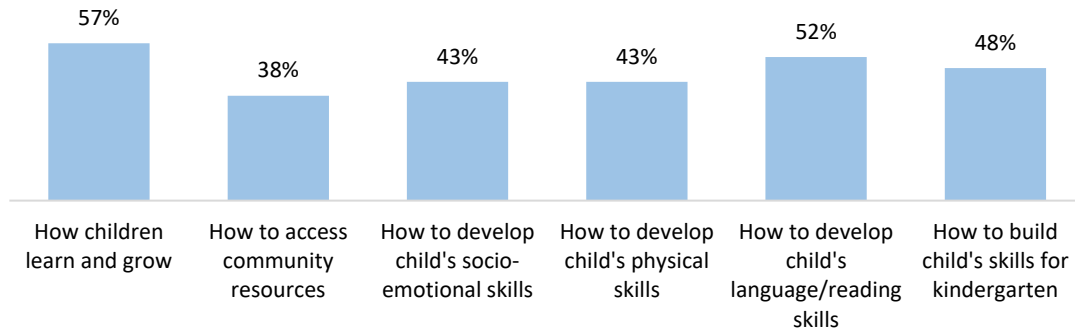 57%
38%
43%
43%
52%
48%
How children
learn and grow
How to access
community
resources
How to develop
child's socio-
emotional skills
How to develop
child's physical
skills
How to develop
child's
language/reading
skills
How to build
child's skills for
kindergarten